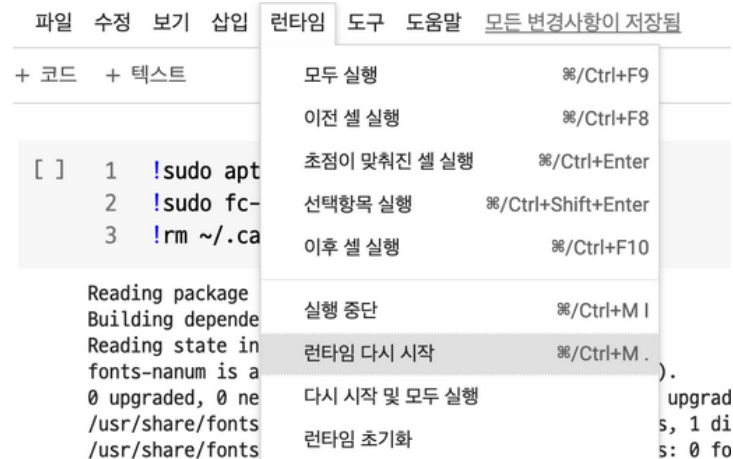 파일 수정 보기 삽입 런타임 도구 도움말 모든 변경사항이 저장됨
+ 코드 + 텍스트
모두 실행 ⌘/Ctrl+F9
이전 셀 실행 ⌘/Ctrl+F8
초점이 맞춰진 셀 실행 ⌘/Ctrl+Enter
선택항목 실행 ⌘/Ctrl+Shift+Enter
이후 셀 실행 ⌘/Ctrl+F10
실행 중단 ⌘/Ctrl+M I
런타임 다시 시작 ⌘/Ctrl+M .
다시 시작 및 모두 실행
런타임 초기화
[ ] 1 !sudo apt
2 !sudo fc-
3 !rm ~/.ca
Reading package
Building depende
Reading state in
fonts-nanum is a ).
0 upgraded, 0 ne upgrad
/usr/share/fonts s, 1 di
/usr/share/fonts s: 0 fo